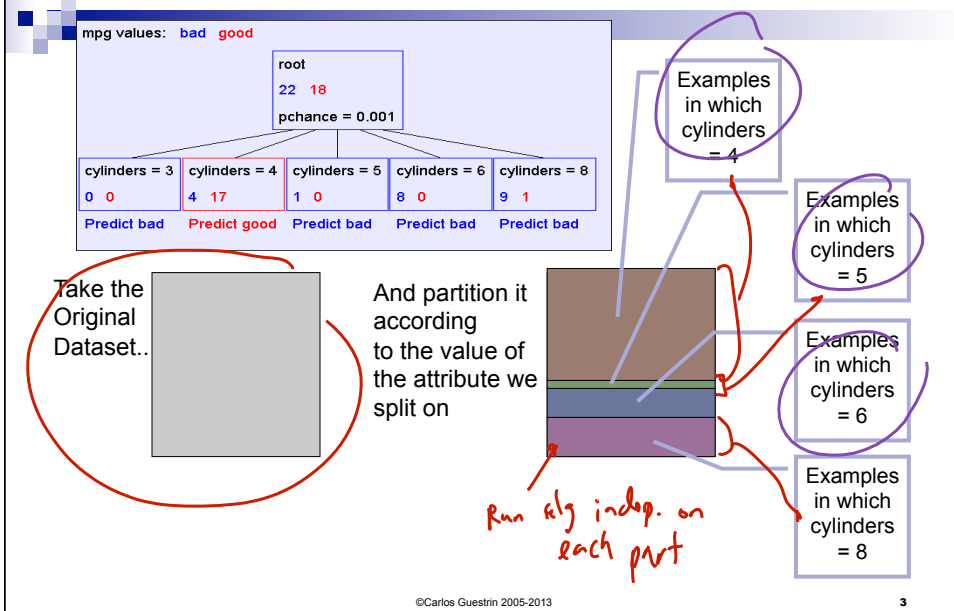 mpg values: bad good
root
22 18
pchance = 0.001
cylinders = 3
0 0
Predict bad
cylinders = 4
4 17
Predict good
cylinders = 5
1 0
Predict bad
cylinders = 6
8 0
Predict bad
cylinders = 8
9 1
Predict bad
Take the
Original
Dataset..
And partition it
according
to the value of
the attribute we
split on
Examples
in which
cylinders
= 4
Examples
in which
cylinders
= 5
Examples
in which
cylinders
= 6
Examples
in which
cylinders
= 8
Run alg indep. on
each part
©Carlos Guestrin 2005-2013
3